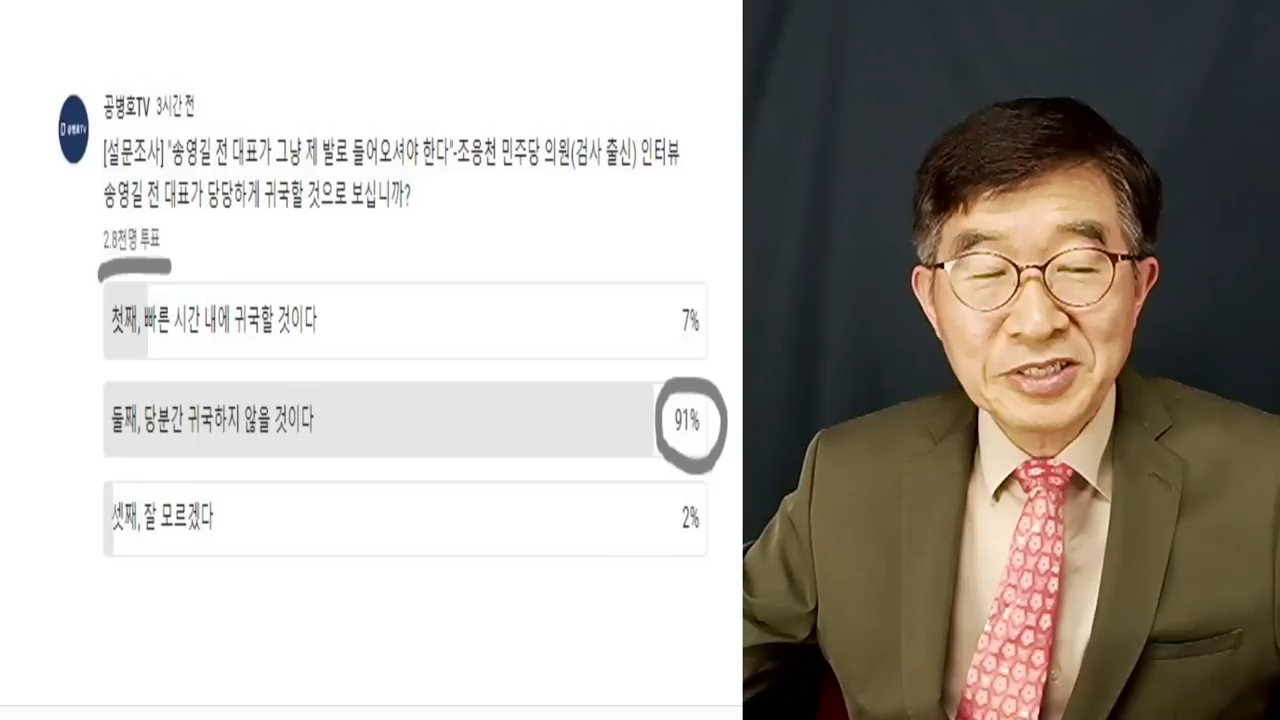 공병호TV 3시간 전
[설문조사] "송영길 전 대표가 그냥 제 발로 들어오셔야 한다"-조응천 민주당 의원(검사 출신) 인터뷰
송영길 전 대표가 당당하게 귀국할 것으로 보십니까?
2.8천명 투표
첫째, 빠른 시간 내에 귀국할 것이다 7%
둘째, 당분간 귀국하지 않을 것이다 91%
셋째, 잘 모르겠다 2%
공병호TV